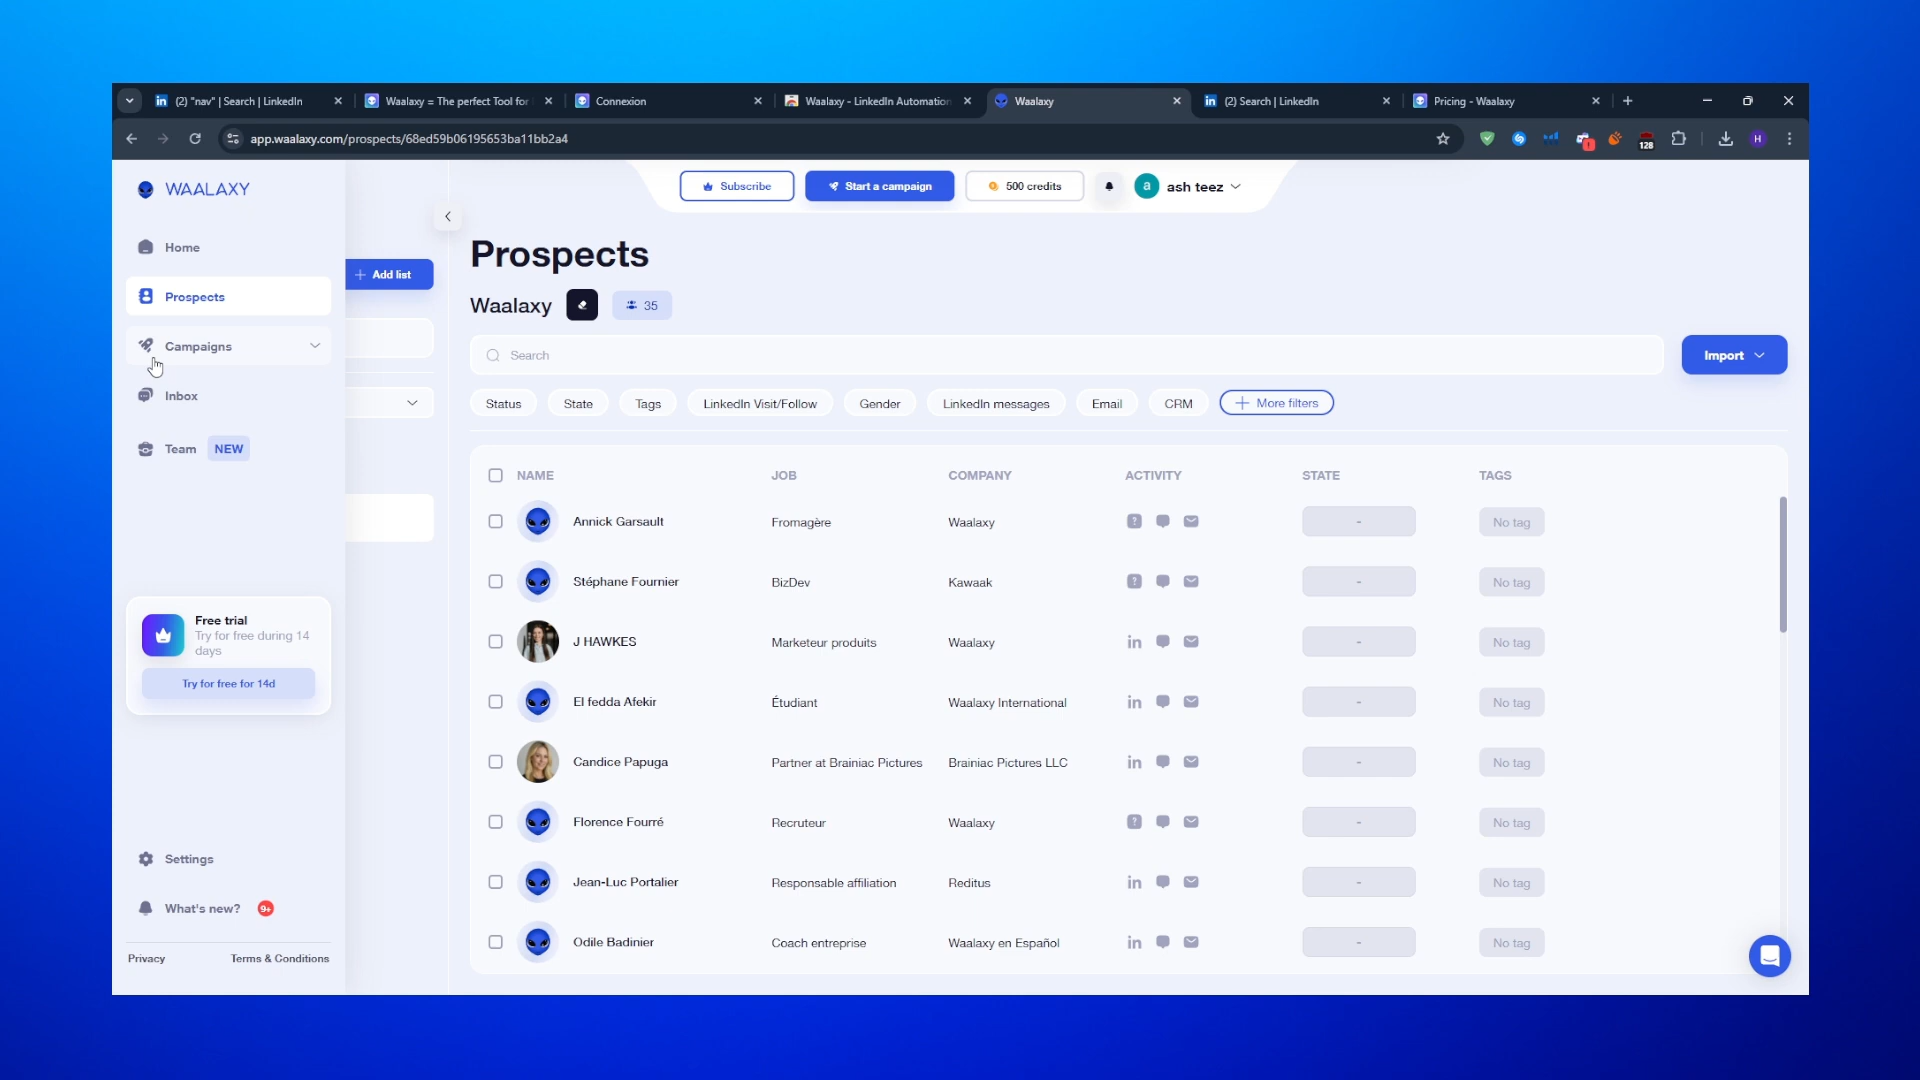 (2) "nav" | Search | LinkedIn
Waalaxy = The perfect Tool for
Connexion
Waalaxy - LinkedIn Automation
Waalaxy
(2) Search | LinkedIn
Pricing - Waalaxy
app.waalaxy.com/prospects/68ed59b06195653ba11bb2a4
128
H
WAALAXY
Home
Prospects
Campaigns
Inbox
Team NEW
Free trial
Try for free during 14
days
Try for free for 14d
Settings
What's new? 9+
Privacy Terms & Conditions
Add list
Subscribe
Start a campaign
500 credits
a ash teez
Prospects
Waalaxy 35
Search
Import
Status State Tags LinkedIn Visit/Follow Gender LinkedIn messages Email CRM More filters
NAME JOB COMPANY ACTIVITY STATE TAGS
Annick Garsault Fromagère Waalaxy ? - No tag
Stéphane Fournier BizDev Kawaak ? - No tag
J HAWKES Marketeur produits Waalaxy in - No tag
El fedda Afekir Étudiant Waalaxy International in - No tag
Candice Papuga Partner at Brainiac Pictures Brainiac Pictures LLC in - No tag
Florence Fourré Recruteur Waalaxy ? - No tag
Jean-Luc Portalier Responsable affiliation Reditus in - No tag
Odile Badinier Coach entreprise Waalaxy en Español in - No tag